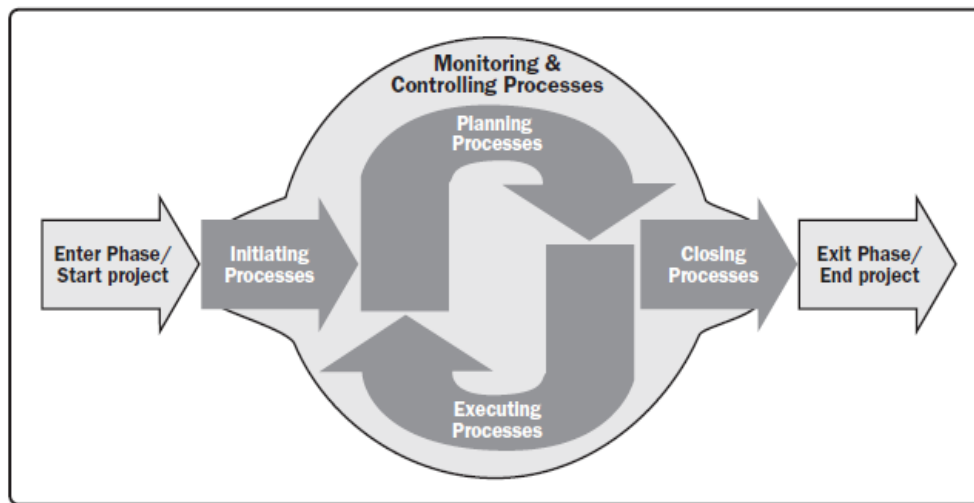 Monitoring &
Controlling Processes
Planning
Processes
Enter Phase/
Start project
Initiating
Processes
Closing
Processes
Exit Phase/
End project
Executing
Processes